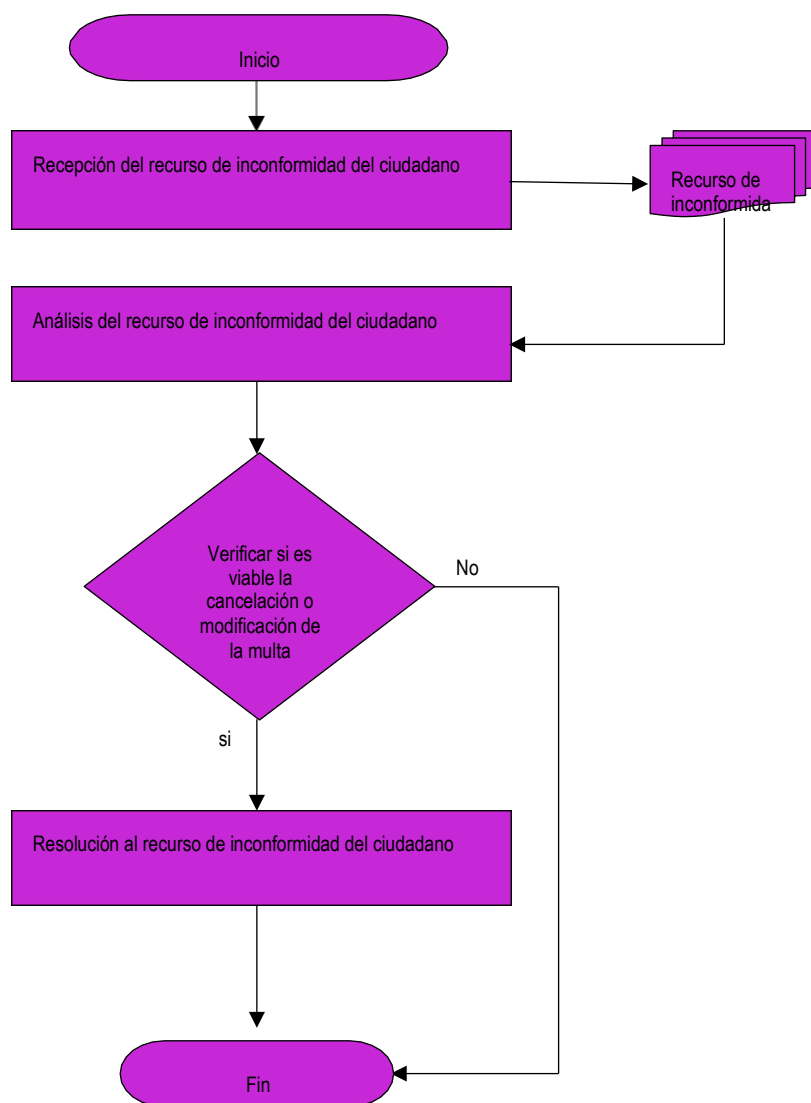 Inicio
Recepción del recurso de inconformidad del ciudadano
Recurso de
inconformida
Análisis del recurso de inconformidad del ciudadano
Verificar si es
viable la
cancelación o
modificación de
la multa
No
si
Resolución al recurso de inconformidad del ciudadano
Fin